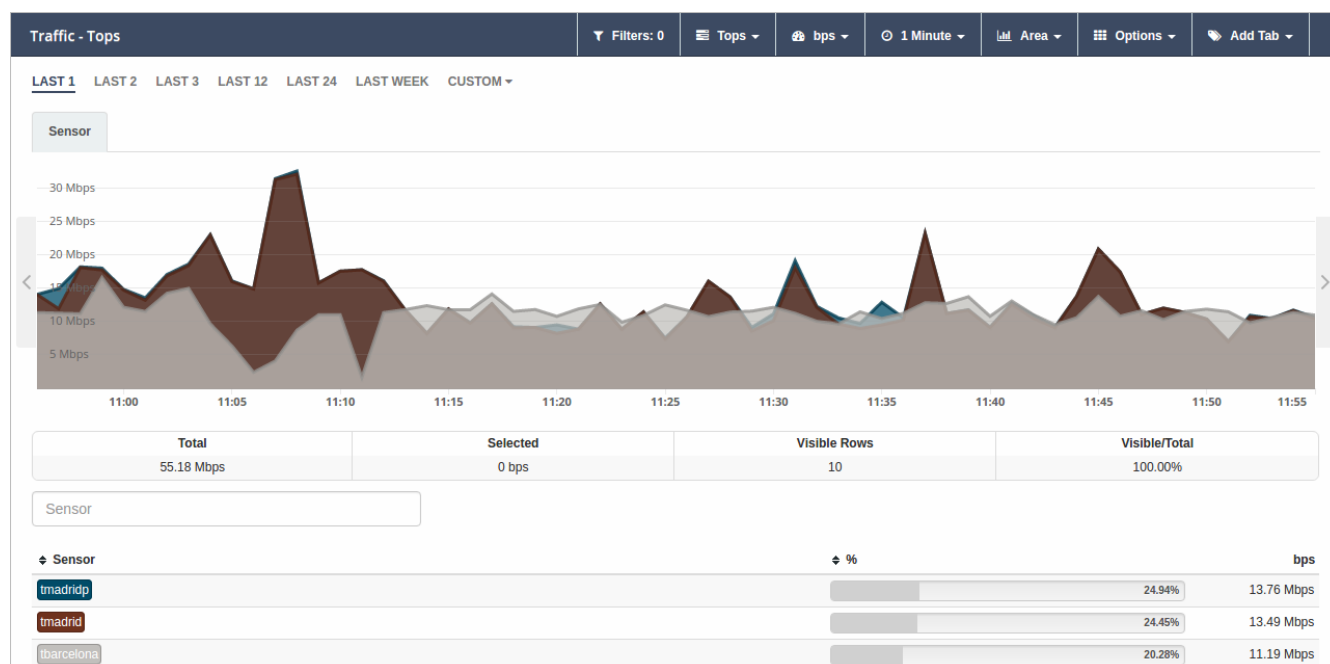 Traffic - Tops Filters: 0 Tops bps 1 Minute Area Options Add Tab
LAST 1 LAST 2 LAST 3 LAST 12 LAST 24 LAST WEEK CUSTOM
Sensor
30 Mbps
25 Mbps
20 Mbps
15 Mbps
10 Mbps
5 Mbps
11:00 11:05 11:10 11:15 11:20 11:25 11:30 11:35 11:40 11:45 11:50 11:55
Total Selected Visible Rows Visible/Total
55.18 Mbps 0 bps 10 100.00%
Sensor
Sensor % bps
tmadridp 24.94% 13.76 Mbps
tmadrid 24.45% 13.49 Mbps
tbarcelona 20.28% 11.19 Mbps